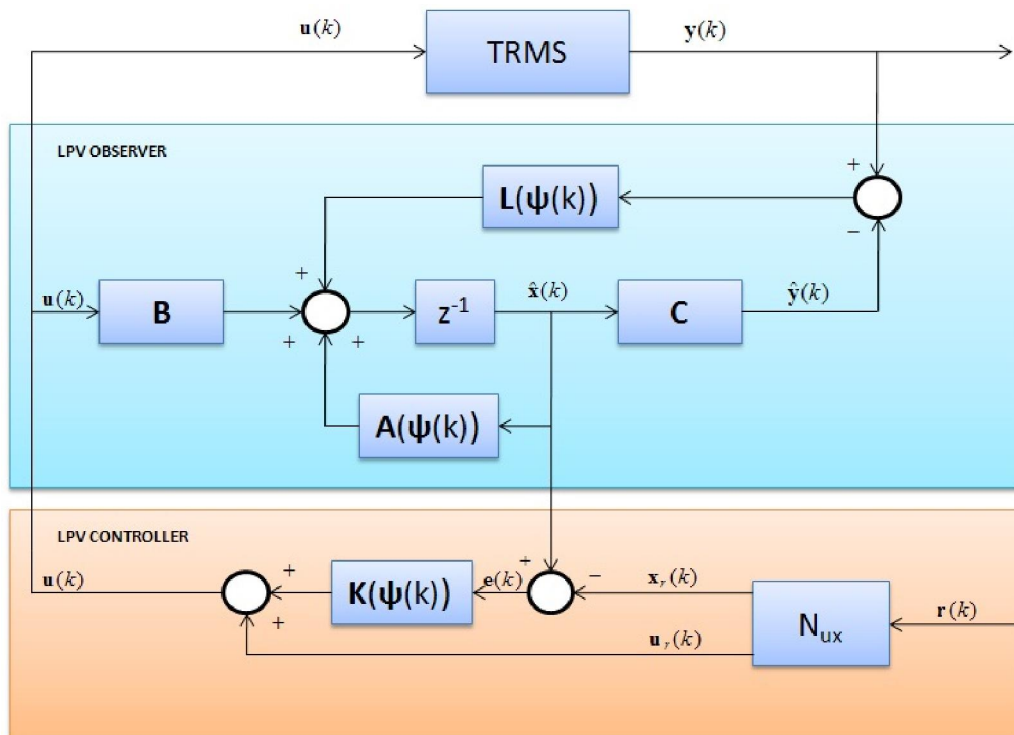 u(k)
TRMS
y(k)
LPV OBSERVER
+
L(ψ(k))
−
+
u(k)
B
+
+
z⁻¹
x̂(k)
C
ŷ(k)
A(ψ(k))
LPV CONTROLLER
u(k)
+
+
K(ψ(k))
e(k)
+
−
xᵣ(k)
uᵣ(k)
Nᵤₓ
r(k)